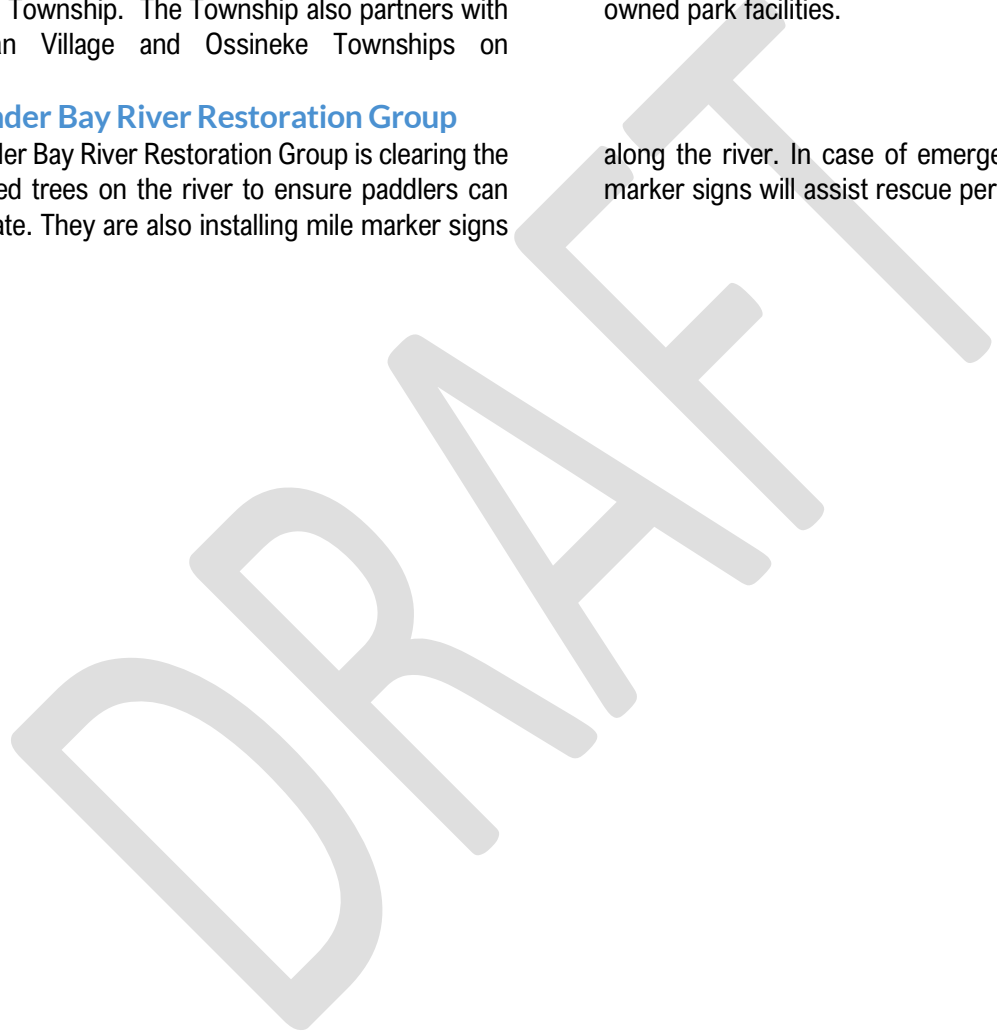 Township. The Township also partners with
Village and Ossineke Townships on
owned park facilities.
Bay River Restoration Group
Bay River Restoration Group is clearing the
trees on the river to ensure paddlers can
They are also installing mile marker signs
along the river. In case of
marker signs will assist rescue
DRAFT